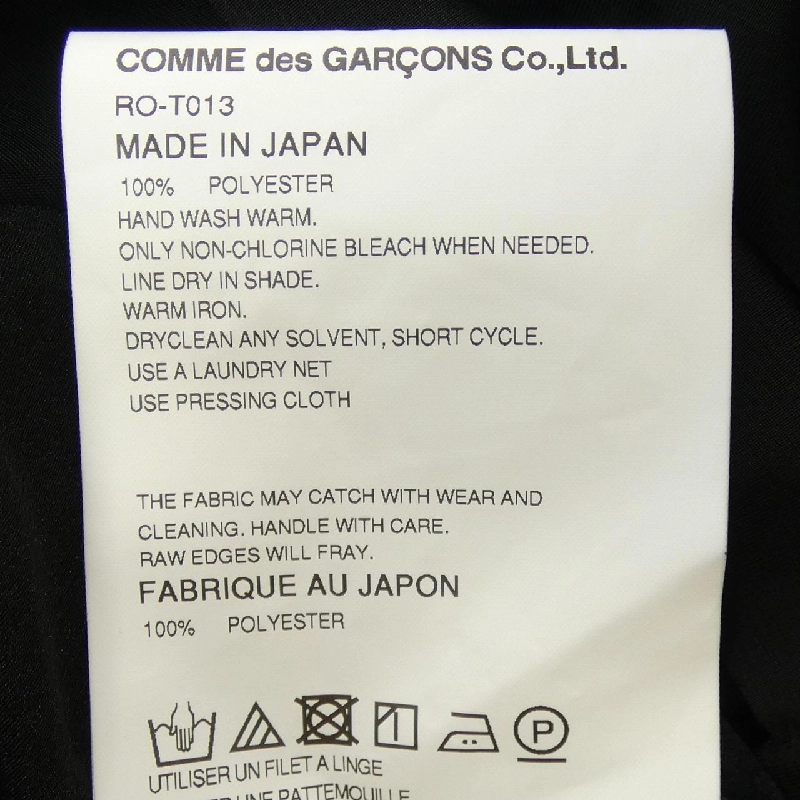 COMME des GARÇONS Co.,Ltd.
RO-T013
MADE IN JAPAN
100% POLYESTER
HAND WASH WARM.
ONLY NON-CHLORINE BLEACH WHEN NEEDED.
LINE DRY IN SHADE.
WARM IRON.
DRYCLEAN ANY SOLVENT, SHORT CYCLE.
USE A LAUNDRY NET
USE PRESSING CLOTH
THE FABRIC MAY CATCH WITH WEAR AND
CLEANING. HANDLE WITH CARE.
RAW EDGES WILL FRAY.
FABRIQUE AU JAPON
100% POLYESTER
P
UTILISER UN FILET A LINGE
UNE PATTEMOUILLE